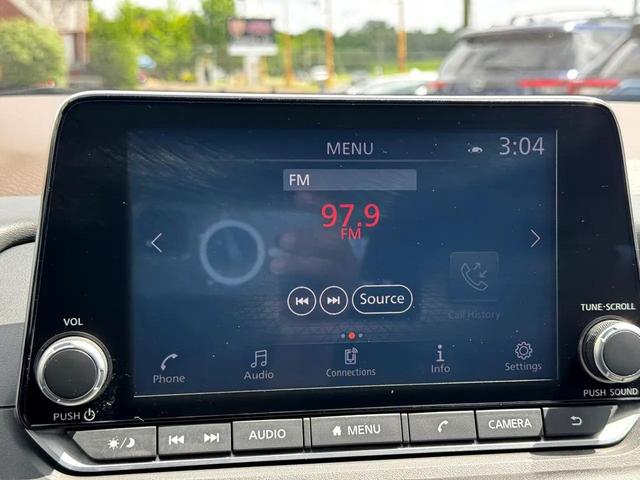 MENU 3:04
FM
97.9
FM
Source
Call History
Phone Audio Connections Info Settings
VOL
PUSH
TUNE-SCROLL
PUSH SOUND
AUDIO MENU CAMERA